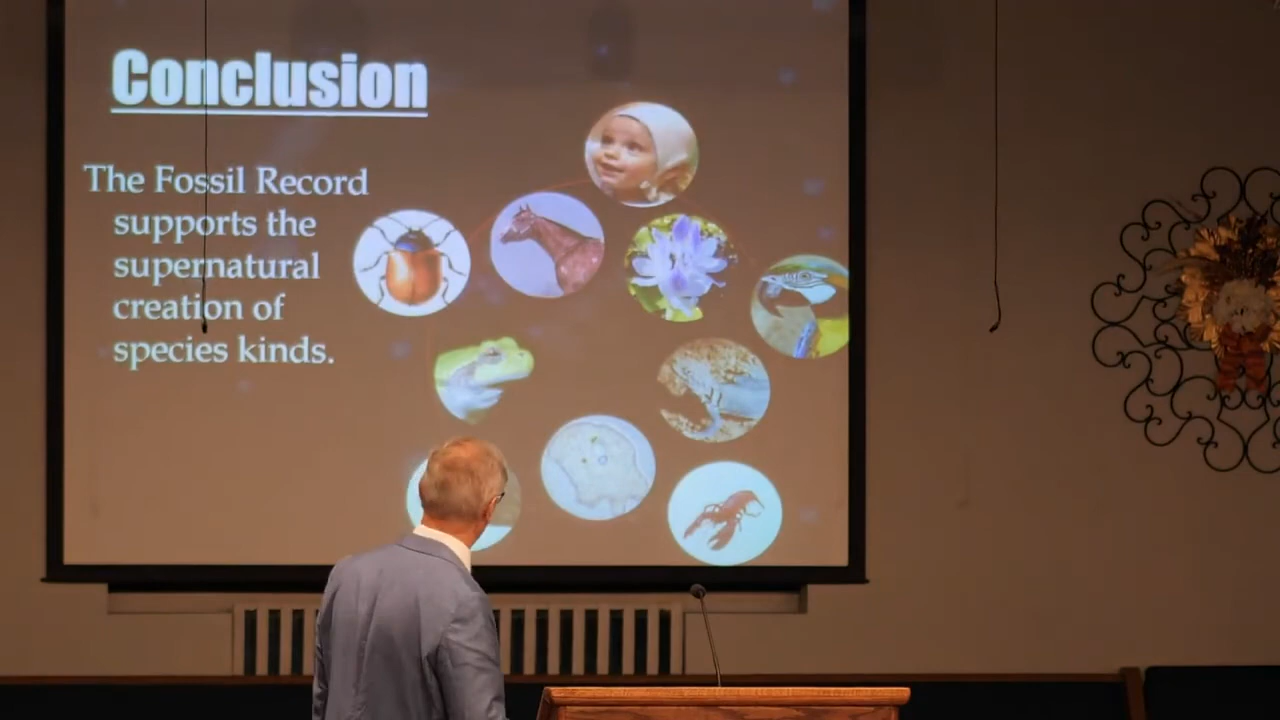 Conclusion
The Fossil Record
supports the
supernatural
creation of
species kinds.